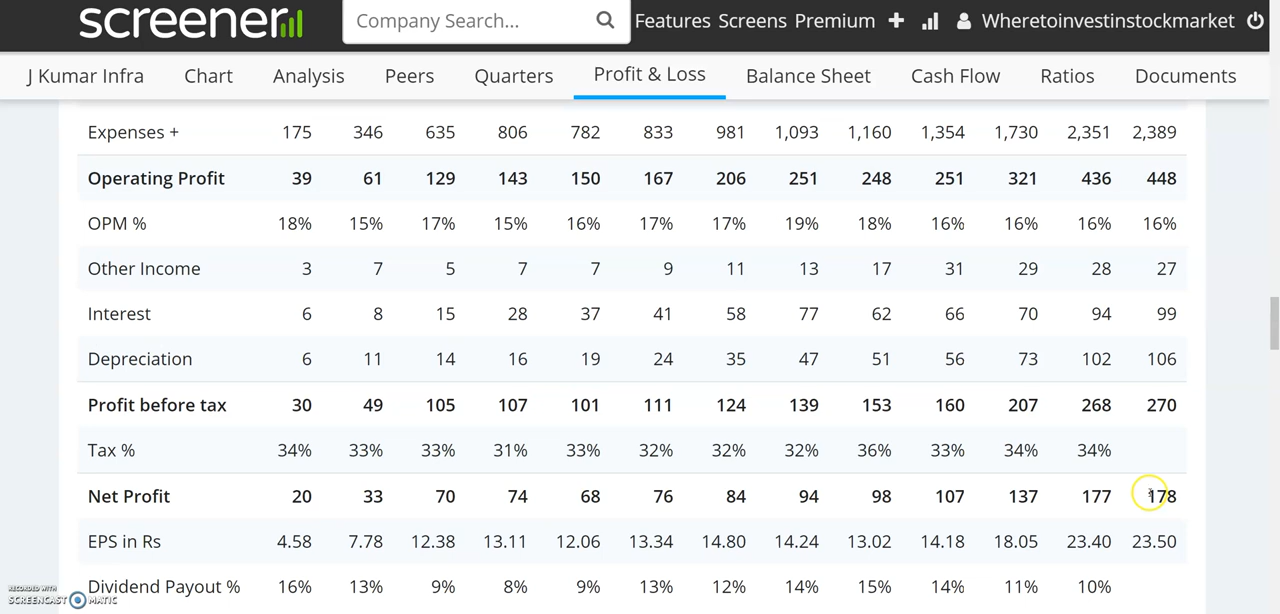 screener Company Search... Features Screens Premium + Wheretoinvestinstockmarket
J Kumar Infra Chart Analysis Peers Quarters Profit & Loss Balance Sheet Cash Flow Ratios Documents
Expenses + 175 346 635 806 782 833 981 1,093 1,160 1,354 1,730 2,351 2,389
Operating Profit 39 61 129 143 150 167 206 251 248 251 321 436 448
OPM % 18% 15% 17% 15% 16% 17% 17% 19% 18% 16% 16% 16% 16%
Other Income 3 7 5 7 7 9 11 13 17 31 29 28 27
Interest 6 8 15 28 37 41 58 77 62 66 70 94 99
Depreciation 6 11 14 16 19 24 35 47 51 56 73 102 106
Profit before tax 30 49 105 107 101 111 124 139 153 160 207 268 270
Tax % 34% 33% 33% 31% 33% 32% 32% 32% 36% 33% 34% 34%
Net Profit 20 33 70 74 68 76 84 94 98 107 137 177 178
EPS in Rs 4.58 7.78 12.38 13.11 12.06 13.34 14.80 14.24 13.02 14.18 18.05 23.40 23.50
Dividend Payout % 16% 13% 9% 8% 9% 13% 12% 14% 15% 14% 11% 10%
RECORDED WITH
SCREENCAST MATIC